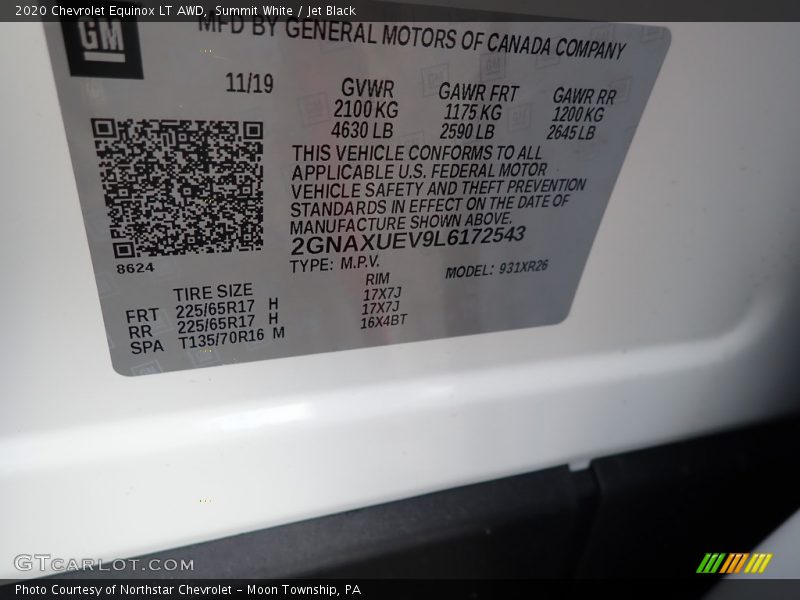 2020 Chevrolet Equinox LT AWD, Summit White / Jet Black
GM
MFD BY GENERAL MOTORS OF CANADA COMPANY
11/19
GVWR
2100 KG
4630 LB
GAWR FRT
1175 KG
2590 LB
GAWR RR
1200 KG
2645 LB
THIS VEHICLE CONFORMS TO ALL
APPLICABLE U.S. FEDERAL MOTOR
VEHICLE SAFETY AND THEFT PREVENTION
STANDARDS IN EFFECT ON THE DATE OF
MANUFACTURE SHOWN ABOVE.
2GNAXUEV9L6172543
8624
TYPE: M.P.V.
MODEL: 931XR26
TIRE SIZE
RIM
FRT 225/65R17 H 17X7J
RR 225/65R17 H 17X7J
SPA T135/70R16 M 16X4BT
GTCARLOT.COM
Photo Courtesy of Northstar Chevrolet - Moon Township, PA